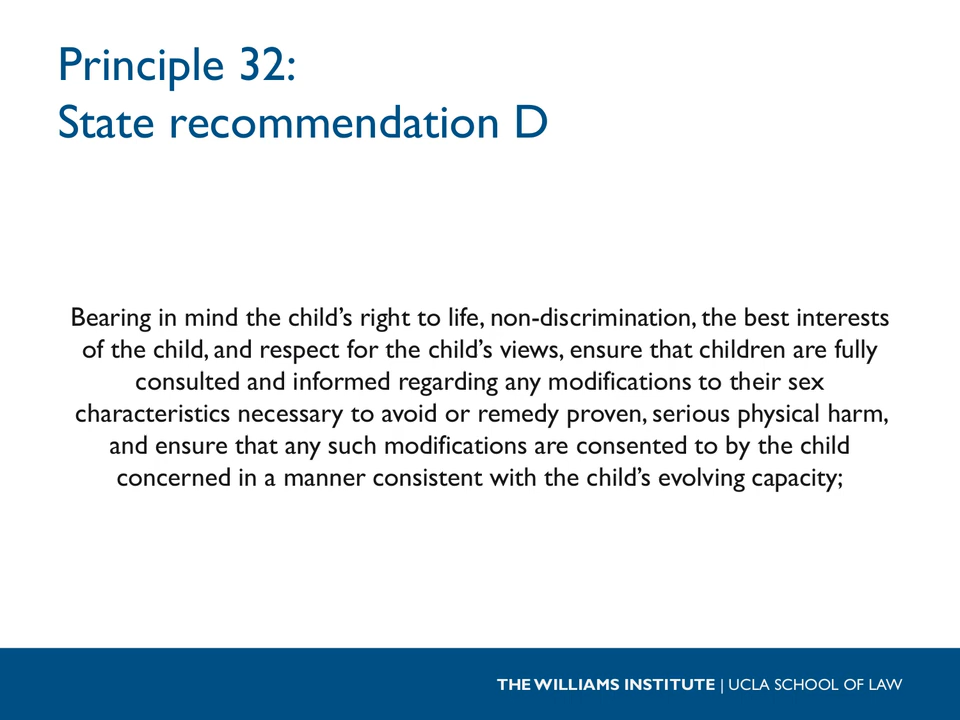 Principle 32:
State recommendation D
Bearing in mind the child’s right to life, non-discrimination, the best interests
of the child, and respect for the child’s views, ensure that children are fully
consulted and informed regarding any modifications to their sex
characteristics necessary to avoid or remedy proven, serious physical harm,
and ensure that any such modifications are consented to by the child
concerned in a manner consistent with the child’s evolving capacity;
THE WILLIAMS INSTITUTE | UCLA SCHOOL OF LAW